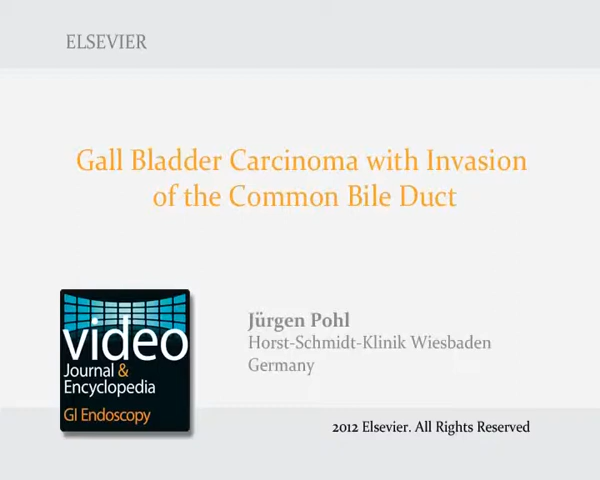 ELSEVIER
Gall Bladder Carcinoma with Invasion
of the Common Bile Duct
video
Journal &
Encyclopedia
GI Endoscopy
Jürgen Pohl
Horst-Schmidt-Klinik Wiesbaden
Germany
2012 Elsevier. All Rights Reserved